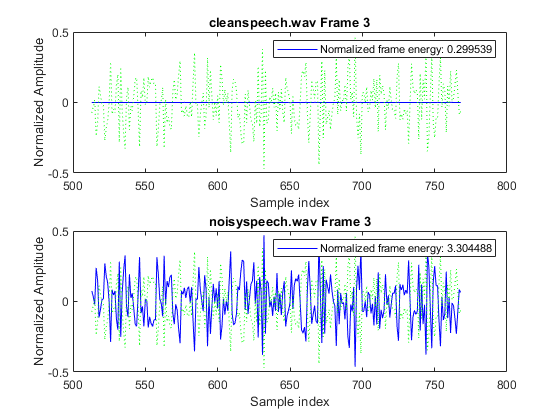 cleanspeech.wav Frame 3
Normalized frame energy: 0.299539
Normalized Amplitude
0.5
0
-0.5
500 550 600 650 700 750 800
Sample index
noisyspeech.wav Frame 3
Normalized frame energy: 3.304488
Normalized Amplitude
0.5
0
-0.5
500 550 600 650 700 750 800
Sample index